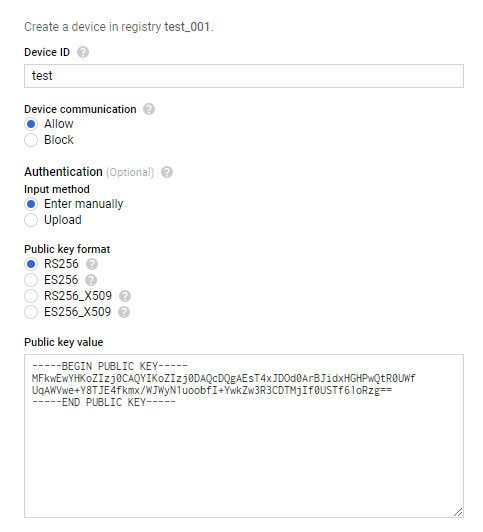 Create a device in registry test_001.
Device ID ?
test
Device communication ?
Allow
Block
Authentication (Optional) ?
Input method
Enter manually
Upload
Public key format
RS256 ?
ES256 ?
RS256_X509 ?
ES256_X509 ?
Public key value
-----BEGIN PUBLIC KEY-----
MFkwEwYHKoZIzj0CAQYIKoZIzj0DAQcDQgAEsT4xJDOd0ArBJidxHGHPwQtR0UWf
UqAWVwe+Y8TJE4fkmx/WJWyN1uoobfI+YwkZw3R3CDTMjIf0USTf61oRzg==
-----END PUBLIC KEY-----